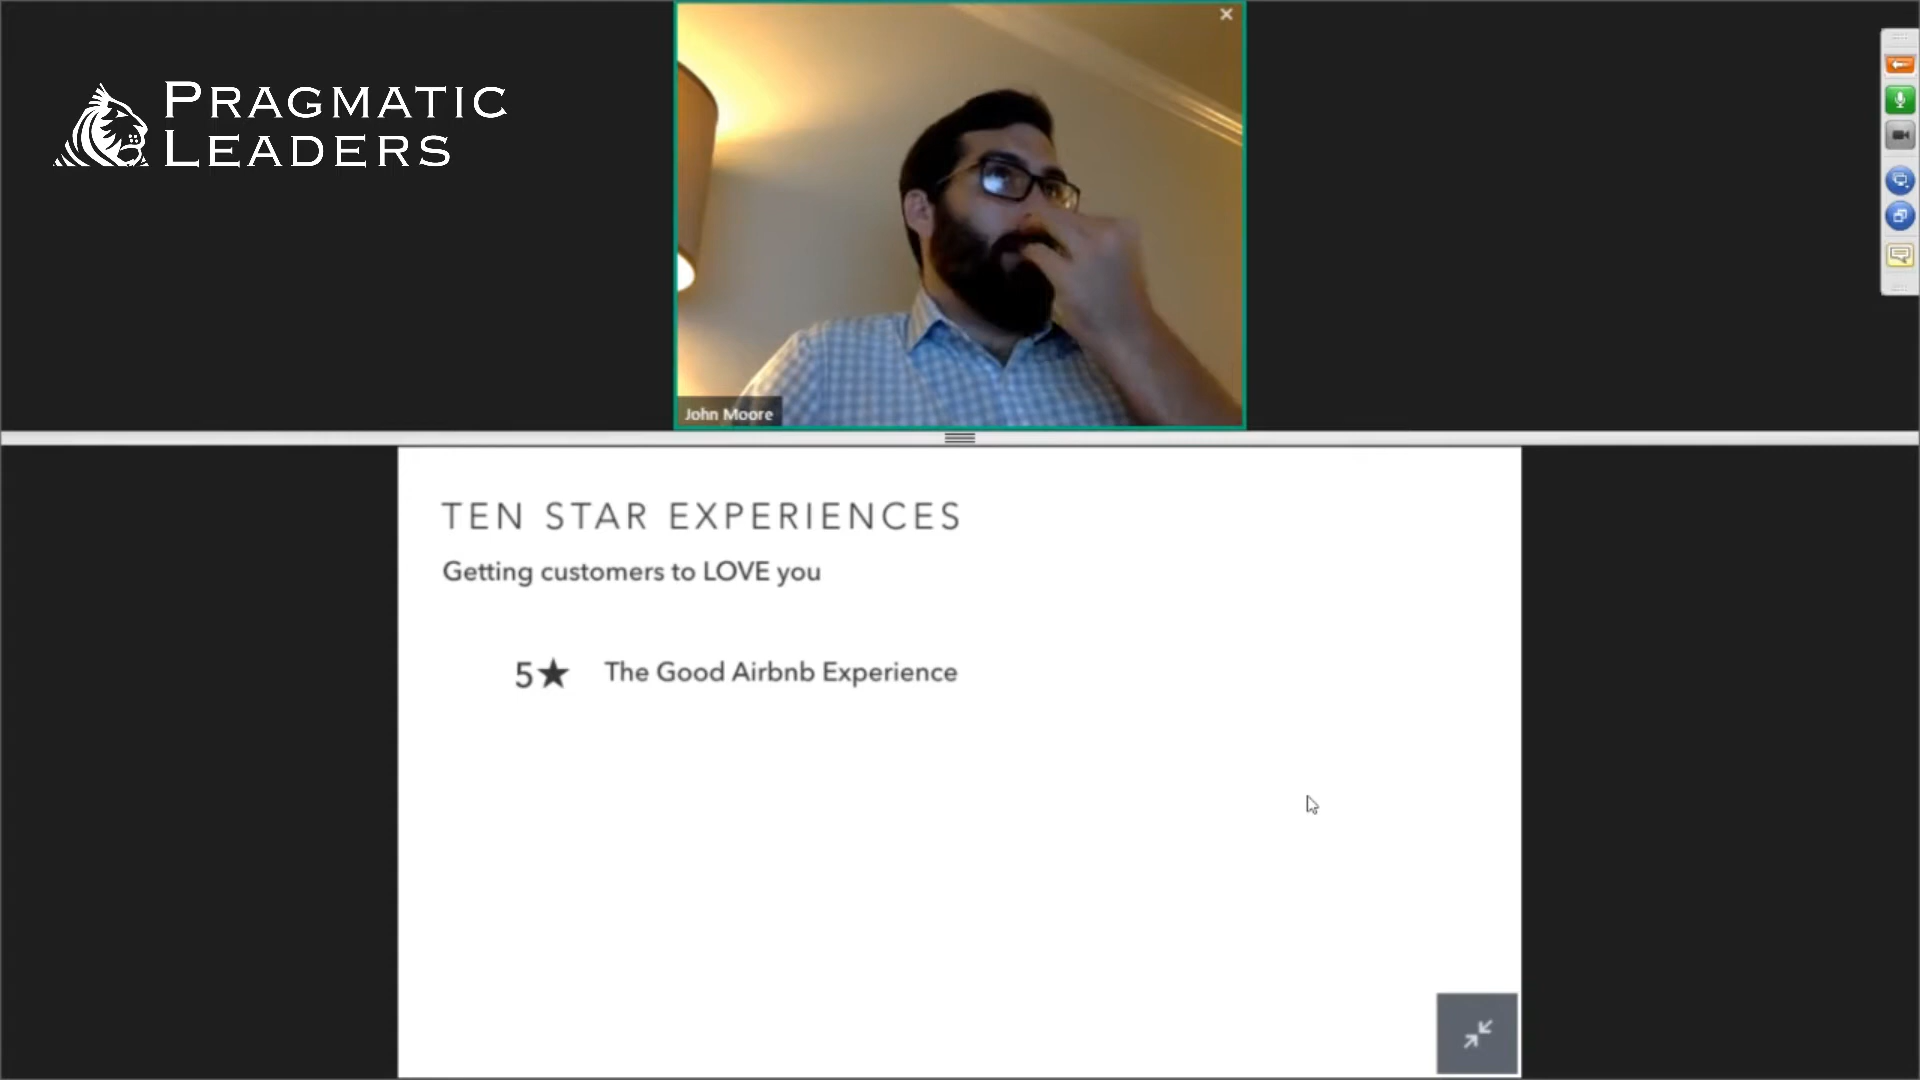 PRAGMATIC
LEADERS
John Moore
TEN STAR EXPERIENCES
Getting customers to LOVE you
5★ The Good Airbnb Experience